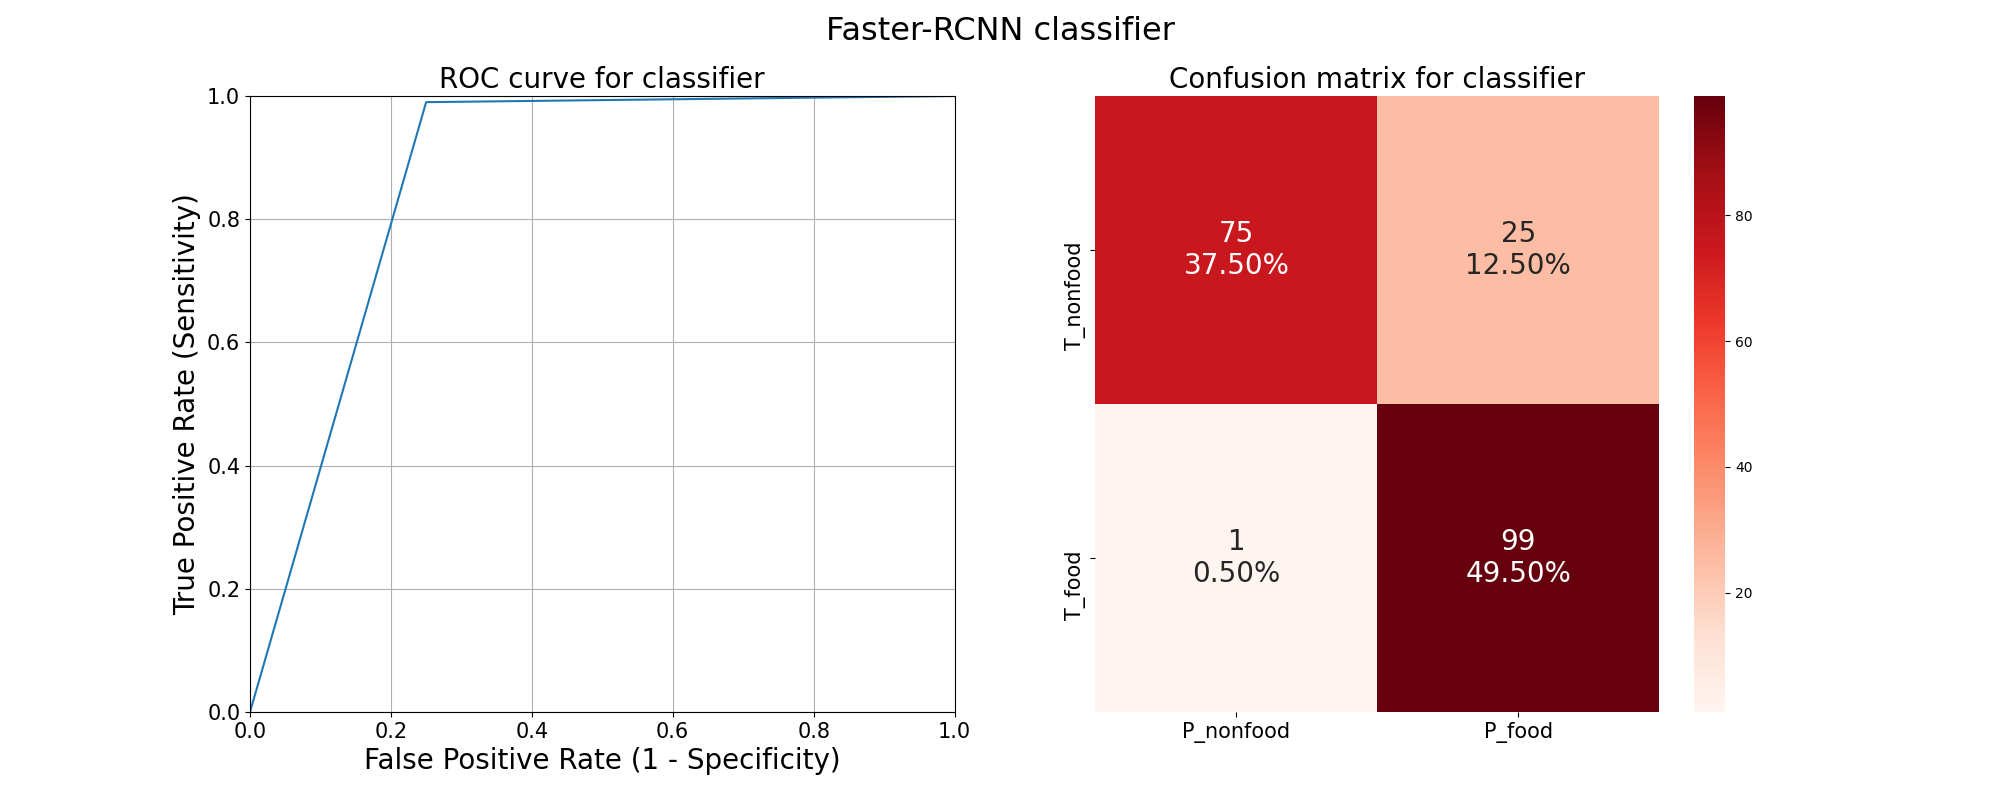 Faster-RCNN classifier
ROC curve for classifier
True Positive Rate (Sensitivity)
1.0
0.8
0.6
0.4
0.2
0.0
0.0 0.2 0.4 0.6 0.8 1.0
False Positive Rate (1 - Specificity)
Confusion matrix for classifier
T_nonfood
T_food
75
37.50%
25
12.50%
1
0.50%
99
49.50%
P_nonfood P_food
80
60
40
20